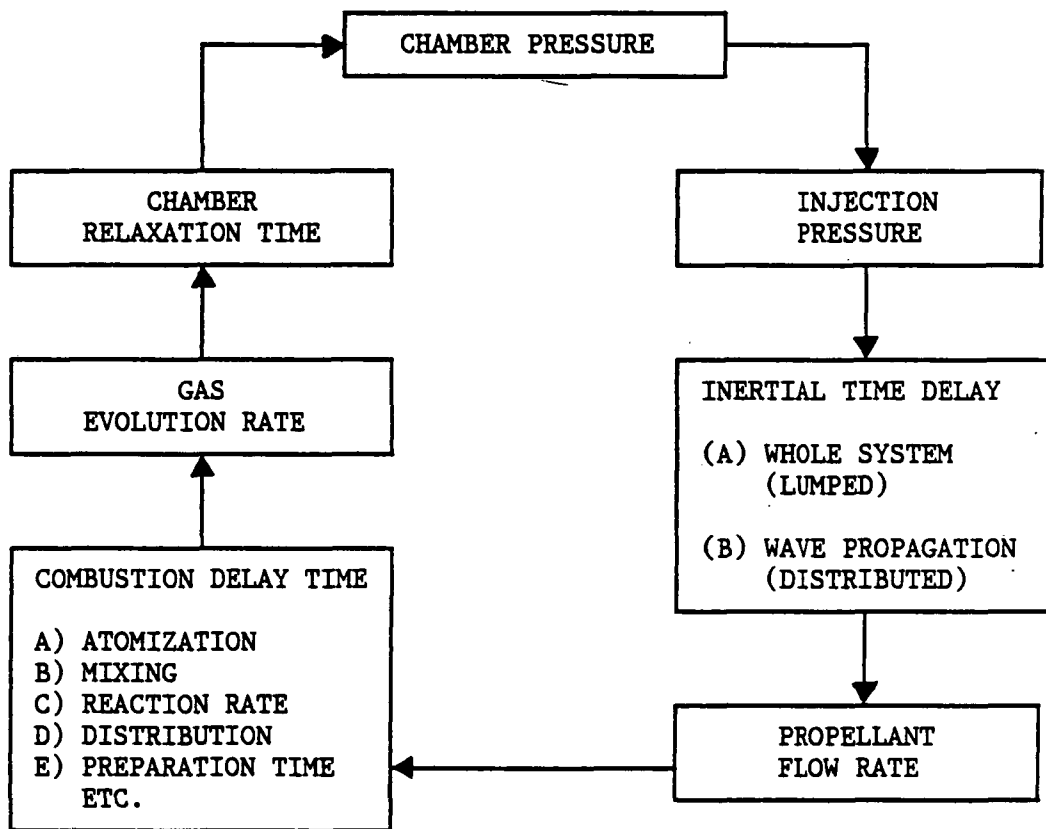 CHAMBER PRESSURE
INJECTION
PRESSURE
INERTIAL TIME DELAY
(A) WHOLE SYSTEM
(LUMPED)
(B) WAVE PROPAGATION
(DISTRIBUTED)
PROPELLANT
FLOW RATE
COMBUSTION DELAY TIME
A) ATOMIZATION
B) MIXING
C) REACTION RATE
D) DISTRIBUTION
E) PREPARATION TIME
ETC.
GAS
EVOLUTION RATE
CHAMBER
RELAXATION TIME